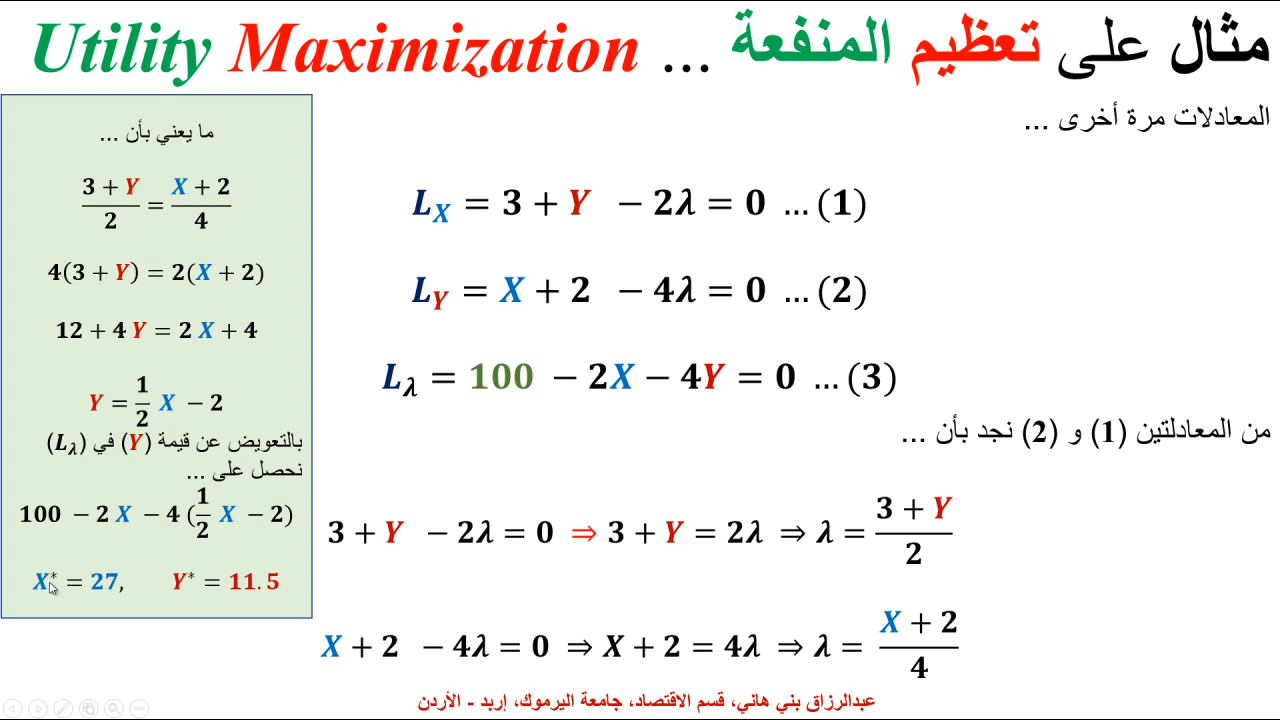 مثال على تعظيم المنفعة ... Utility Maximization
المعادلات مرة أخرى ...
L_X = 3 + Y − 2λ = 0 ... (1)
L_Y = X + 2 − 4λ = 0 ... (2)
L_λ = 100 − 2X − 4Y = 0 ... (3)
من المعادلتين (1) و (2) نجد بأن ...
3 + Y − 2λ = 0 ⇒ 3 + Y = 2λ ⇒ λ = (3 + Y)/2
X + 2 − 4λ = 0 ⇒ X + 2 = 4λ ⇒ λ = (X + 2)/4
ما يعني بأن ...
(3 + Y)/2 = (X + 2)/4
4(3 + Y) = 2(X + 2)
12 + 4 Y = 2 X + 4
Y = 1/2 X − 2
بالتعويض عن قيمة (Y) في (L_λ)
نحصل على ...
100 − 2 X − 4 (1/2 X − 2)
X* = 27, Y* = 11.5
عبدالرزاق بني هاني، قسم الاقتصاد، جامعة اليرموك، إربد - الأردن